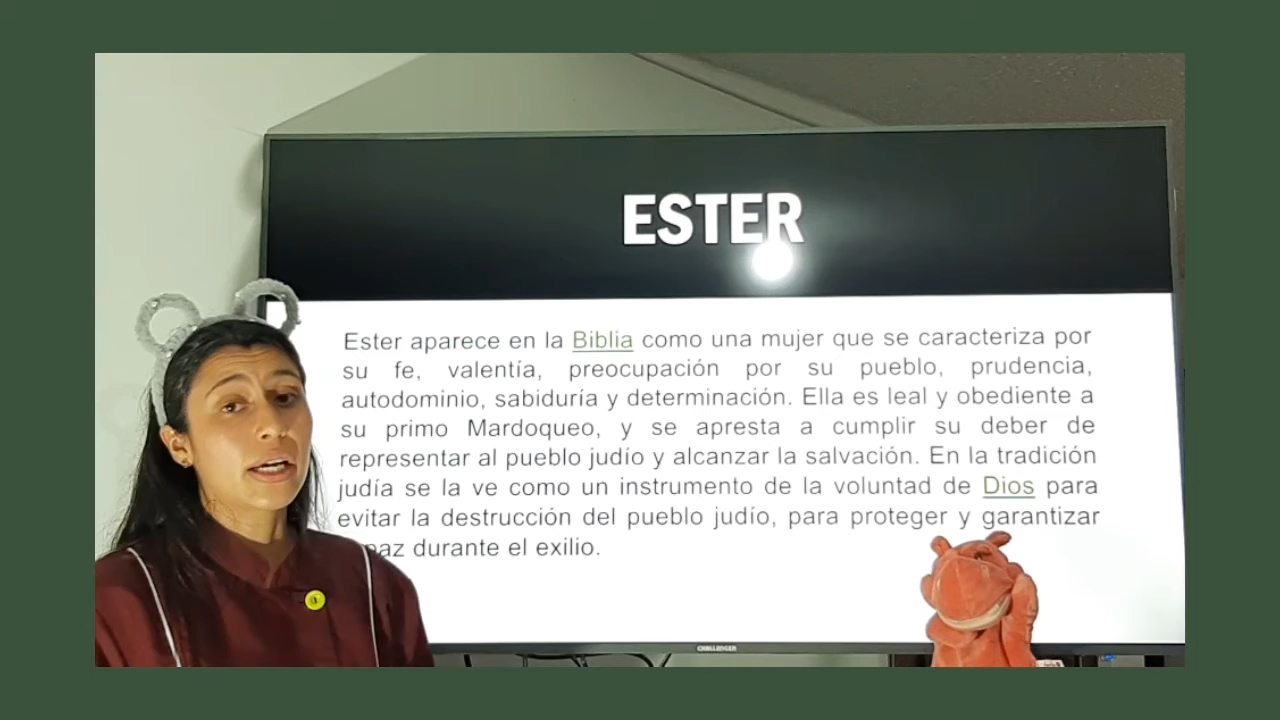 ESTER
Ester aparece en la Biblia como una mujer que se caracteriza por
su fe, valentía, preocupación por su pueblo, prudencia,
autodominio, sabiduría y determinación. Ella es leal y obediente a
su primo Mardoqueo, y se apresta a cumplir su deber de
representar al pueblo judío y alcanzar la salvación. En la tradición
judía se la ve como un instrumento de la voluntad de Dios para
evitar la destrucción del pueblo judío, para proteger y garantizar
paz durante el exilio.
CHALLENGER